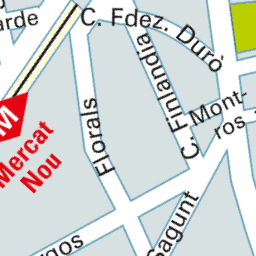 C. Fdez. Duró
arde
C. Finlandia
Mont-
ros
Florals
M
Mercat
Nou
Sagunt
gos